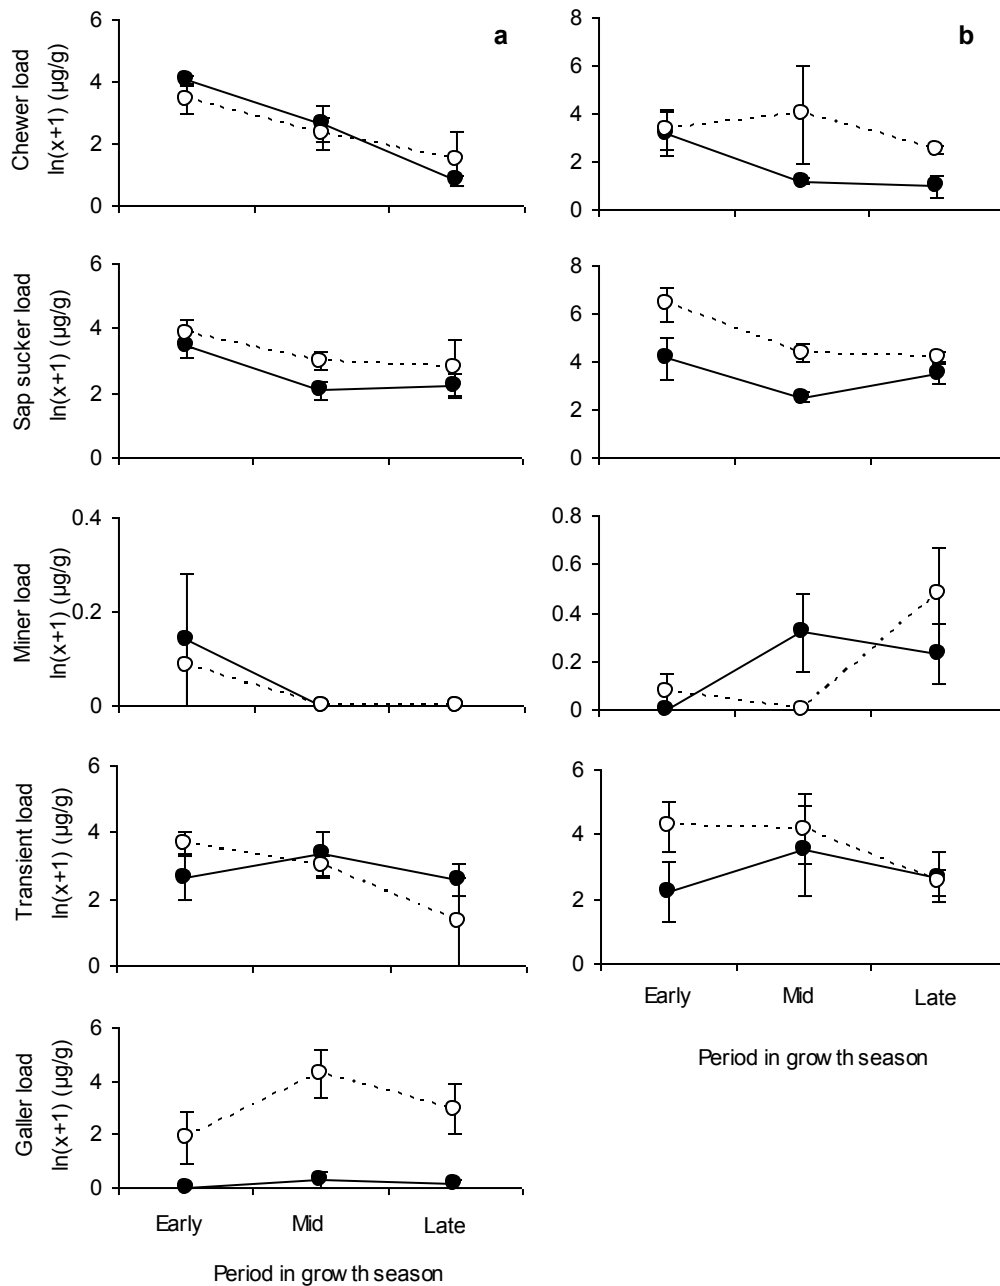 a
Chewer load
ln(x+1) (µg/g)
6
4
2
0
b
8
6
4
2
0
Sap sucker load
ln(x+1) (µg/g)
6
4
2
0
8
6
4
2
0
Miner load
ln(x+1) (µg/g)
0.4
0.2
0
0.8
0.6
0.4
0.2
0
Transient load
ln(x+1) (µg/g)
6
4
2
0
6
4
2
0
Early Mid Late
Period in growth season
Galler load
ln(x+1) (µg/g)
6
4
2
0
Early Mid Late
Period in growth season